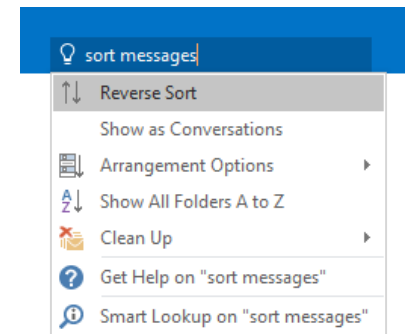 sort messages
Reverse Sort
Show as Conversations
Arrangement Options
Show All Folders A to Z
Clean Up
Get Help on "sort messages"
Smart Lookup on "sort messages"